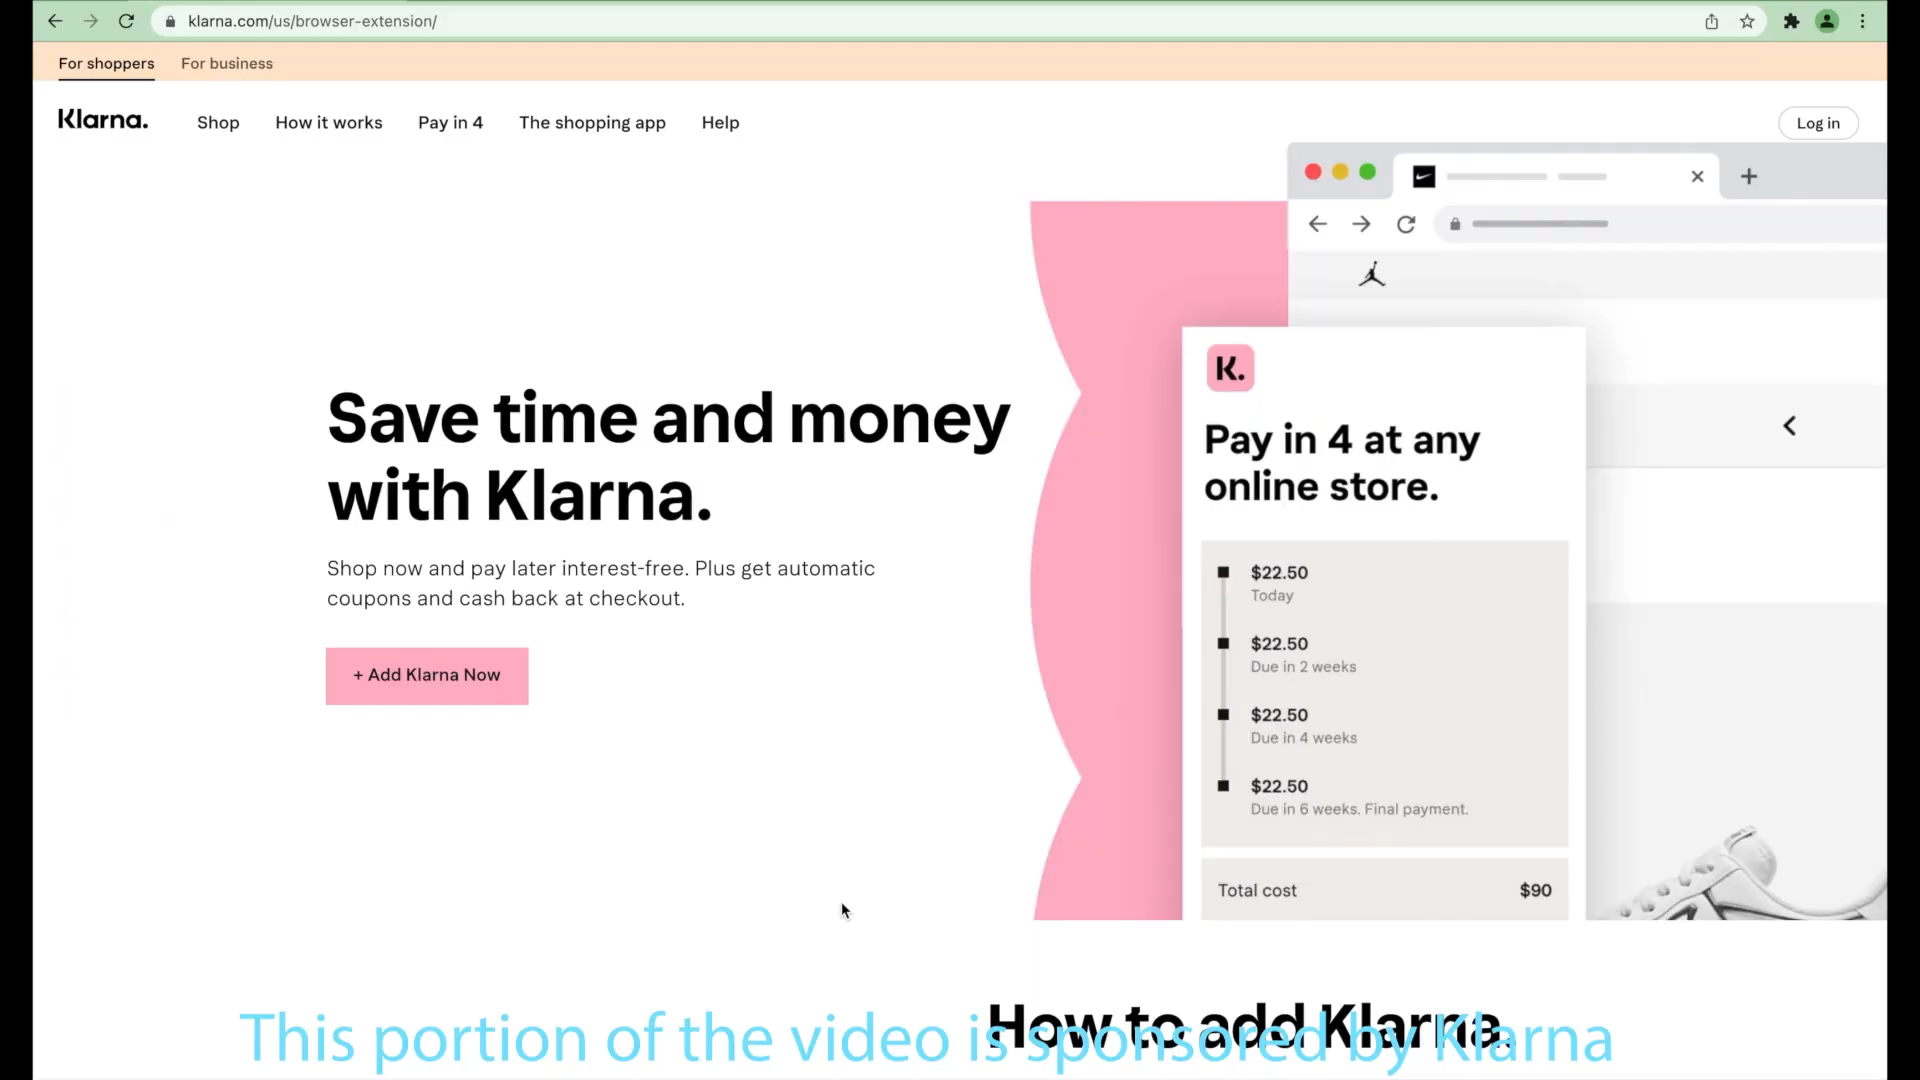 klarna.com/us/browser-extension/
For shoppers For business
Klarna. Shop How it works Pay in 4 The shopping app Help Log in
Save time and money
with Klarna.
Shop now and pay later interest-free. Plus get automatic
coupons and cash back at checkout.
+ Add Klarna Now
K.
Pay in 4 at any
online store.
$22.50
Today
$22.50
Due in 2 weeks
$22.50
Due in 4 weeks
$22.50
Due in 6 weeks. Final payment.
Total cost $90
How to add Klarna.
This portion of the video is sponsored by Klarna